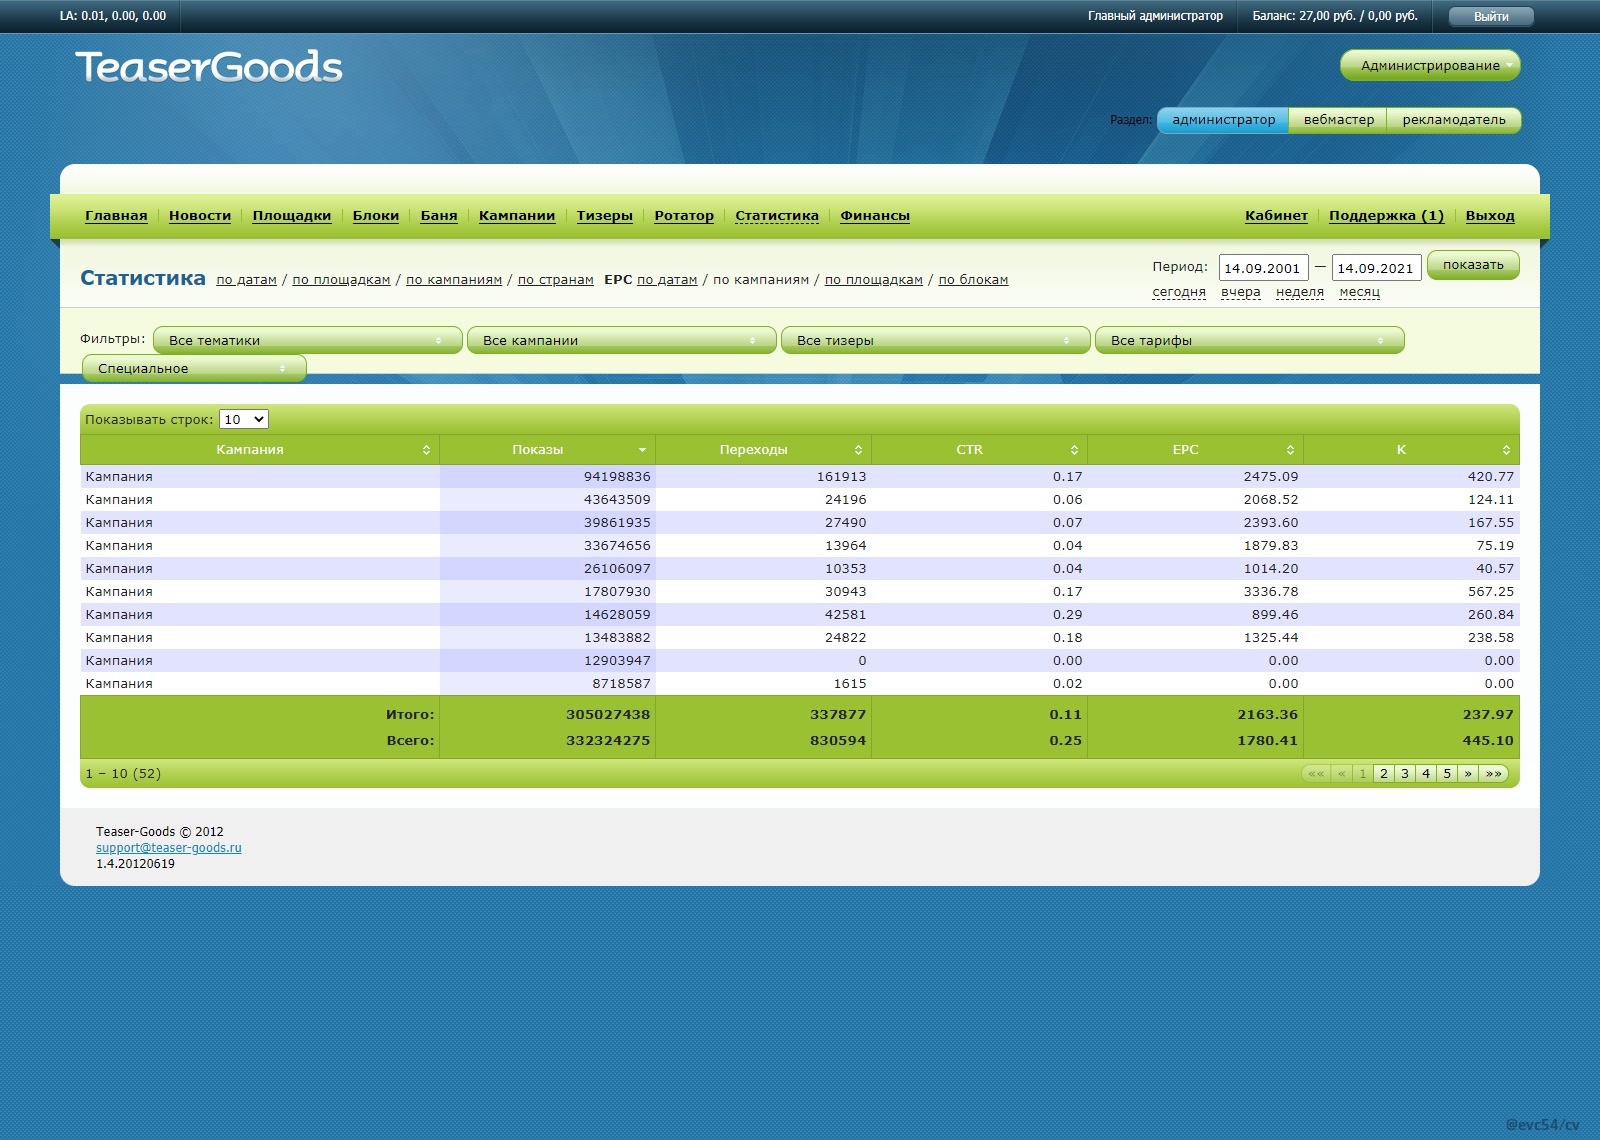 LA: 0.01, 0.00, 0.00 Главный администратор Баланс: 27,00 руб. / 0,00 руб. Выйти
TeaserGoods
Администрирование
Раздел: администратор вебмастер рекламодатель
Главная Новости Площадки Блоки Баня Кампании Тизеры Ротатор Статистика Финансы Кабинет Поддержка (1) Выход
Статистика по датам / по площадкам / по кампаниям / по странам EPC по датам / по кампаниям / по площадкам / по блокам
Период: 14.09.2001 — 14.09.2021 показать
сегодня вчера неделя месяц
Фильтры: Все тематики Все кампании Все тизеры Все тарифы
Специальное
Показывать строк: 10
Кампания Показы Переходы CTR EPC K
Кампания 94198836 161913 0.17 2475.09 420.77
Кампания 43643509 24196 0.06 2068.52 124.11
Кампания 39861935 27490 0.07 2393.60 167.55
Кампания 33674656 13964 0.04 1879.83 75.19
Кампания 26106097 10353 0.04 1014.20 40.57
Кампания 17807930 30943 0.17 3336.78 567.25
Кампания 14628059 42581 0.29 899.46 260.84
Кампания 13483882 24822 0.18 1325.44 238.58
Кампания 12903947 0 0.00 0.00 0.00
Кампания 8718587 1615 0.02 0.00 0.00
Итого: 305027438 337877 0.11 2163.36 237.97
Всего: 332324275 830594 0.25 1780.41 445.10
1 – 10 (52) «« « 1 2 3 4 5 » »»
Teaser-Goods © 2012
support@teaser-goods.ru
1.4.20120619
@evc54/cv